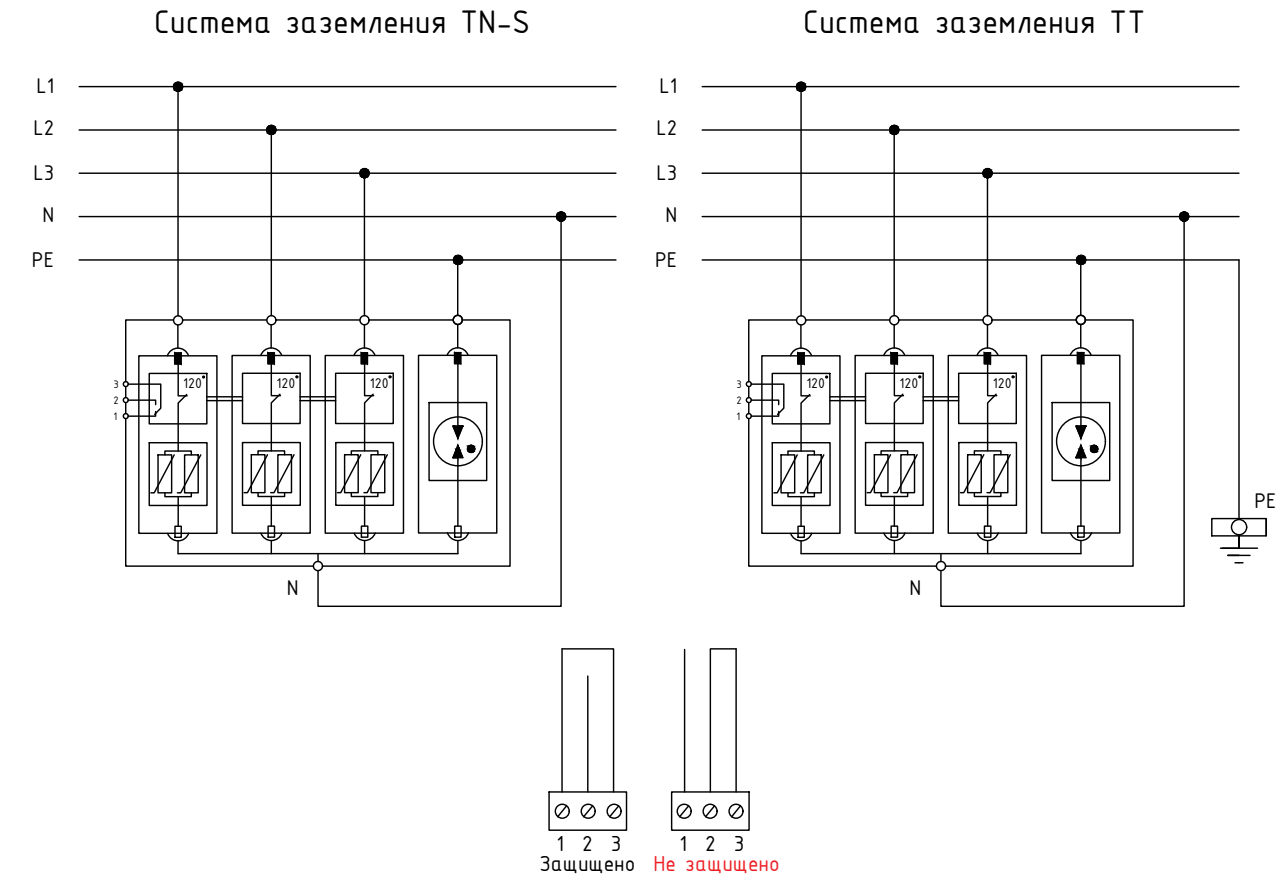 Система заземления TN-S
L1
L2
L3
N
PE
3
2
1
120°
120°
120°
N
Система заземления TT
L1
L2
L3
N
PE
3
2
1
120°
120°
120°
N
PE
1 2 3
Защищено
1 2 3
Не защищено